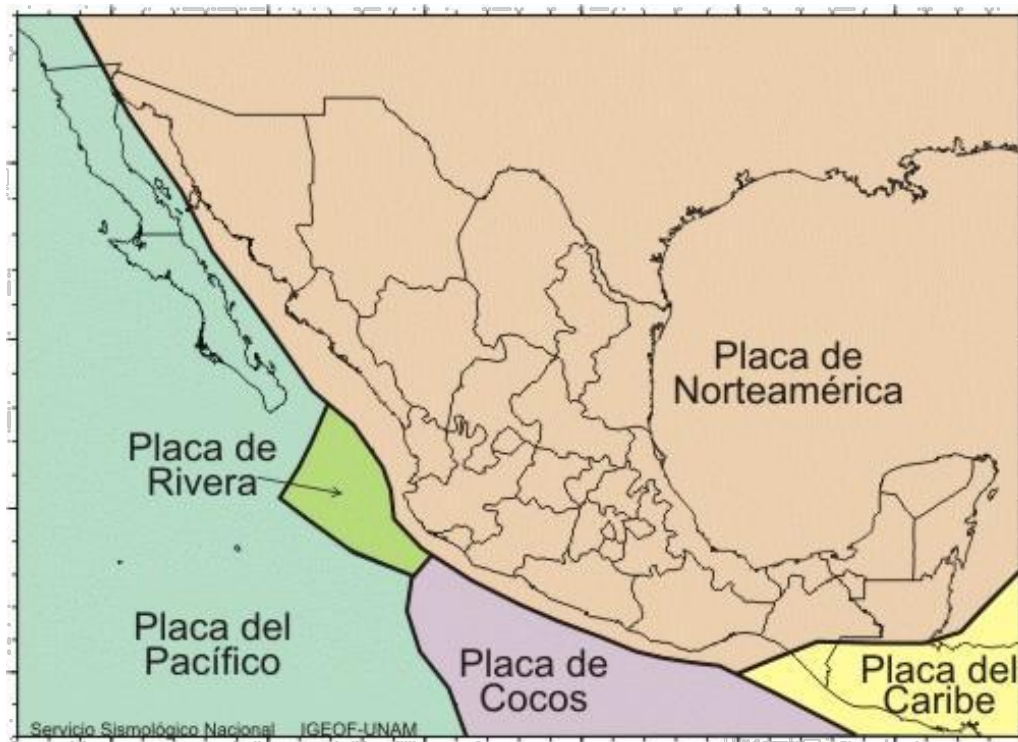 Placa de
Norteamérica
Placa de
Rivera
Placa del
Pacífico
Placa de
Cocos
Placa del
Caribe
Servicio Sismológico Nacional IGEOF-UNAM